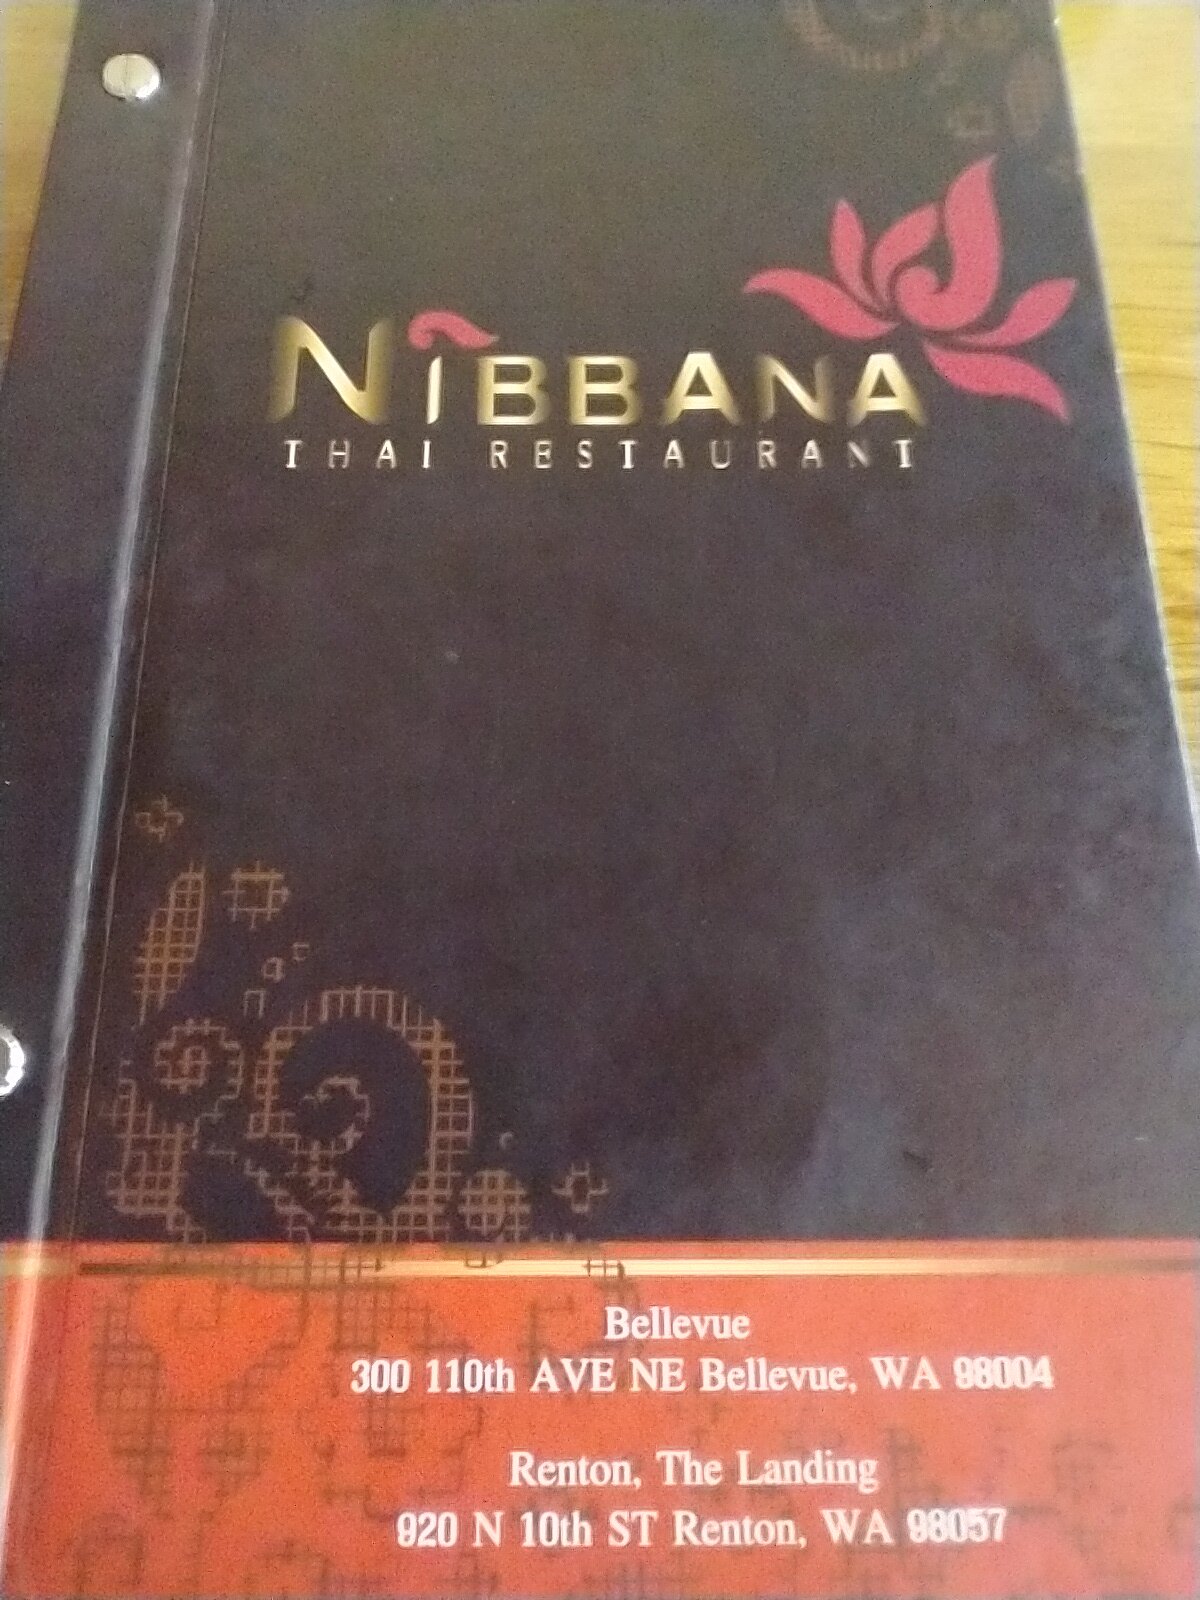 NIBBANA
THAI RESTAURANT
Bellevue
300 110th AVE NE Bellevue, WA 98004
Renton, The Landing
920 N 10th ST Renton, WA 98057